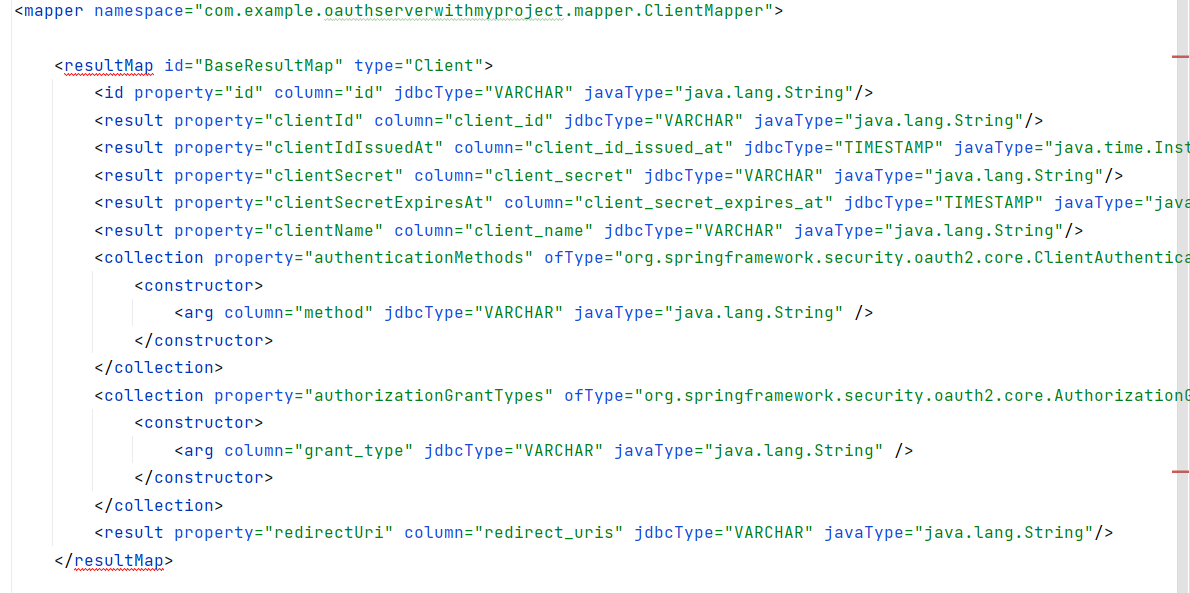 <mapper namespace="com.example.oauthserverwithmyproject.mapper.ClientMapper">
<resultMap id="BaseResultMap" type="Client">
<id property="id" column="id" jdbcType="VARCHAR" javaType="java.lang.String"/>
<result property="clientId" column="client_id" jdbcType="VARCHAR" javaType="java.lang.String"/>
<result property="clientIdIssuedAt" column="client_id_issued_at" jdbcType="TIMESTAMP" javaType="java.time.Inst
<result property="clientSecret" column="client_secret" jdbcType="VARCHAR" javaType="java.lang.String"/>
<result property="clientSecretExpiresAt" column="client_secret_expires_at" jdbcType="TIMESTAMP" javaType="java
<result property="clientName" column="client_name" jdbcType="VARCHAR" javaType="java.lang.String"/>
<collection property="authenticationMethods" ofType="org.springframework.security.oauth2.core.ClientAuthentica
<constructor>
<arg column="method" jdbcType="VARCHAR" javaType="java.lang.String" />
</constructor>
</collection>
<collection property="authorizationGrantTypes" ofType="org.springframework.security.oauth2.core.AuthorizationG
<constructor>
<arg column="grant_type" jdbcType="VARCHAR" javaType="java.lang.String" />
</constructor>
</collection>
<result property="redirectUri" column="redirect_uris" jdbcType="VARCHAR" javaType="java.lang.String"/>
</resultMap>